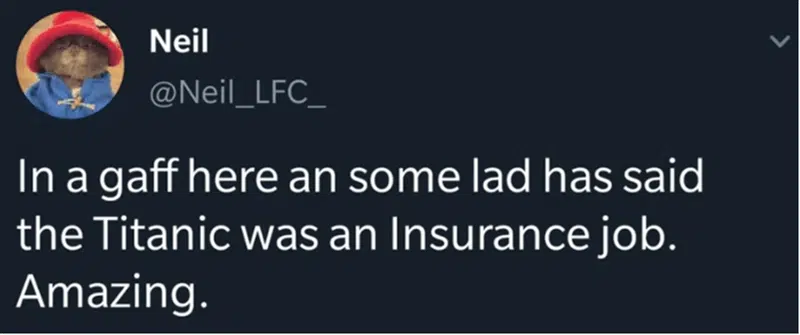 Neil
@Neil_LFC_
In a gaff here an some lad has said
the Titanic was an Insurance job.
Amazing.